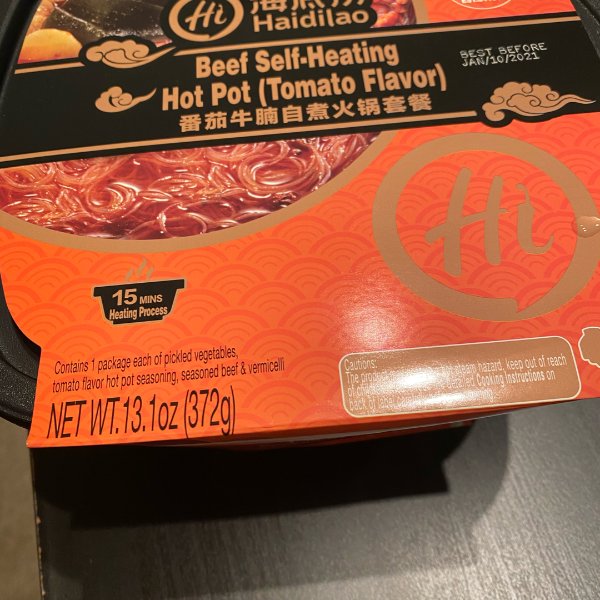 Hi
Haidilao
Beef Self-Heating
Hot Pot (Tomato Flavor)
番茄牛腩自煮火锅套餐
BEST BEFORE
JAN/10/2021
Hi
15 MINS
Heating Process
Contains 1 package each of pickled vegetables,
tomato flavor hot pot seasoning, seasoned beef & vermicelli
NET WT.13.1oz (372g)
Cautions:
The product steam hazard, keep out of reach
Cooking Instructions on